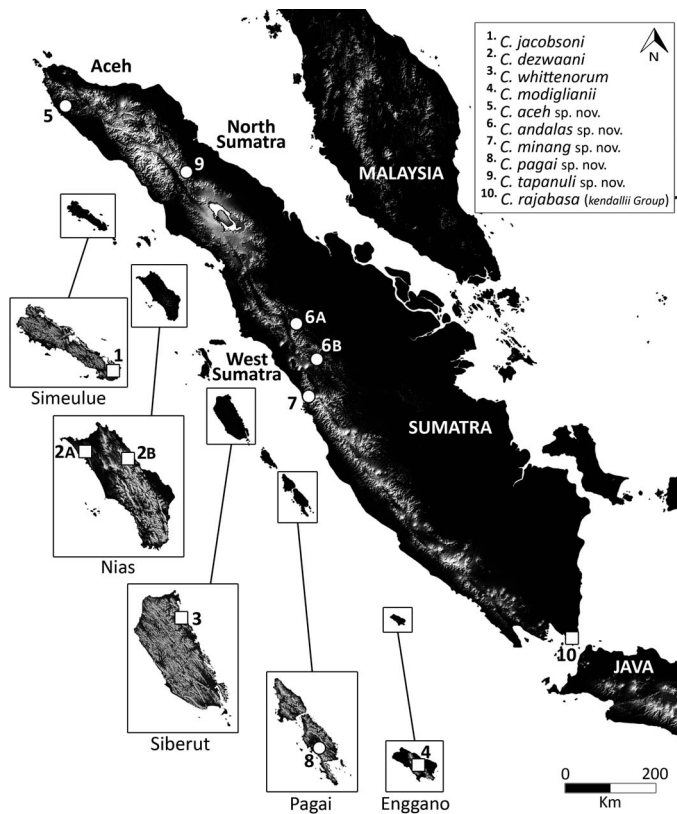 1. C. jacobsoni
2. C. dezwaani
3. C. whittenorum
4. C. modiglianii
5. C. aceh sp. nov.
6. C. andalas sp. nov.
7. C. minang sp. nov.
8. C. pagai sp. nov.
9. C. tapanuli sp. nov.
10. C. rajabasa (kendallii Group)
N
Aceh
5
North
Sumatra
9
MALAYSIA
6A
6B
West
Sumatra
7
SUMATRA
1
Simeulue
2A
2B
Nias
3
Siberut
10
JAVA
8
Pagai
4
Enggano
0 200
Km